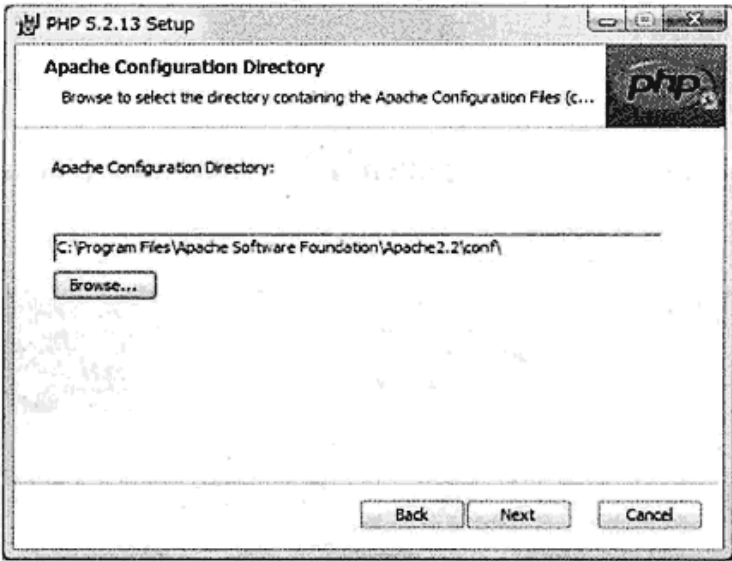 PHP 5.2.13 Setup
Apache Configuration Directory
Browse to select the directory containing the Apache Configuration Files (c...
php
Apache Configuration Directory:
C:\Program Files\Apache Software Foundation\Apache2.2\conf\
Browse...
Back Next Cancel